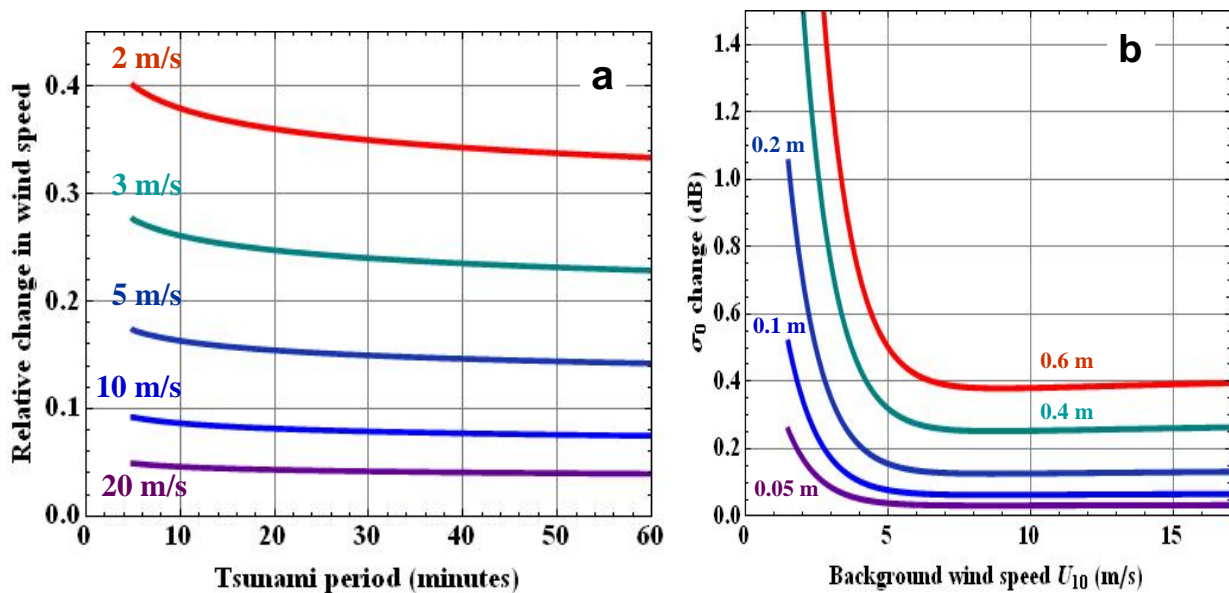 a
Relative change in wind speed
0.4
0.3
0.2
0.1
0.0
2 m/s
3 m/s
5 m/s
10 m/s
20 m/s
0 10 20 30 40 50 60
Tsunami period (minutes)
b
σ0 change (dB)
1.4
1.2
1.0
0.8
0.6
0.4
0.2
0.0
0.2 m
0.1 m
0.05 m
0.6 m
0.4 m
0 5 10 15
Background wind speed U10 (m/s)